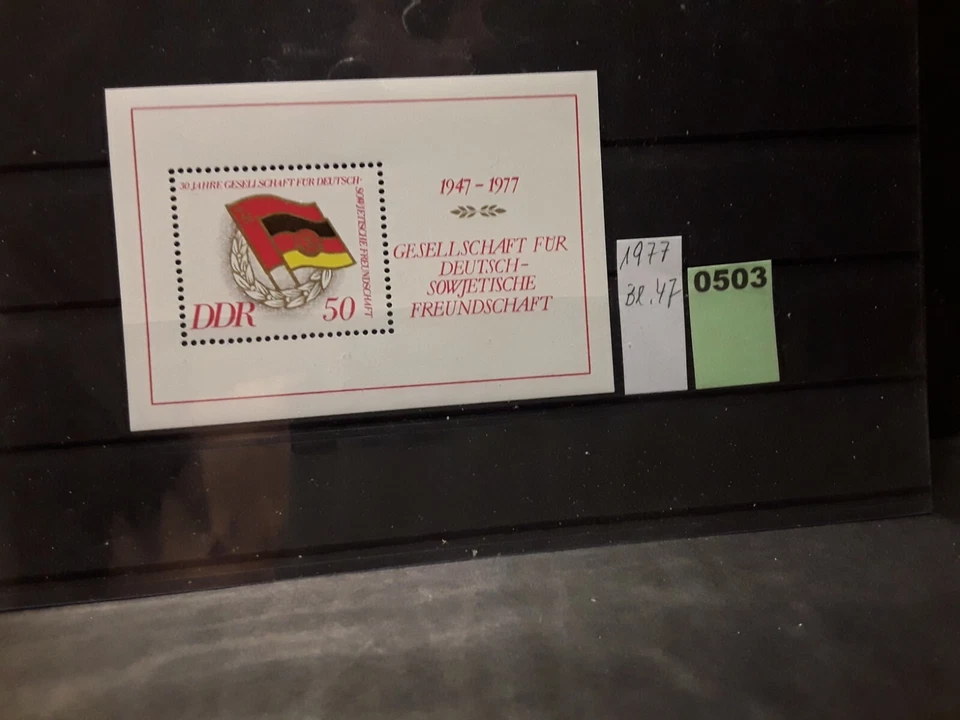 30 JAHRE GESELLSCHAFT FÜR DEUTSCH-
SOWJETISCHE FREUNDSCHAFT
DDR 50
1947 - 1977
GESELLSCHAFT FÜR
DEUTSCH-
SOWJETISCHE
FREUNDSCHAFT
1977
Bl. 47
0503